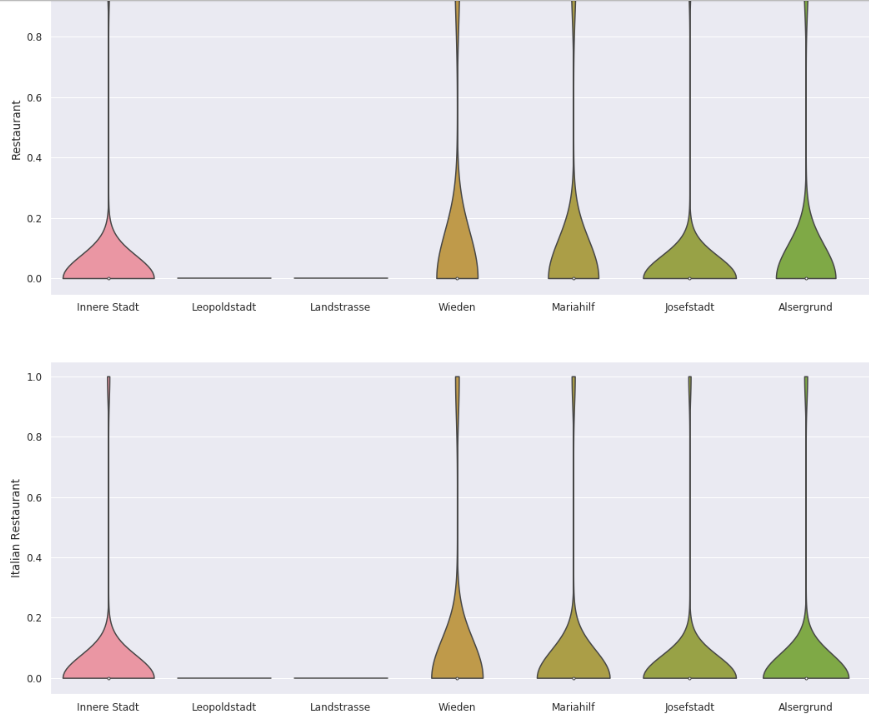 Restaurant
0.8
0.6
0.4
0.2
0.0
Innere Stadt Leopoldstadt Landstrasse Wieden Mariahilf Josefstadt Alsergrund
Italian Restaurant
1.0
0.8
0.6
0.4
0.2
0.0
Innere Stadt Leopoldstadt Landstrasse Wieden Mariahilf Josefstadt Alsergrund